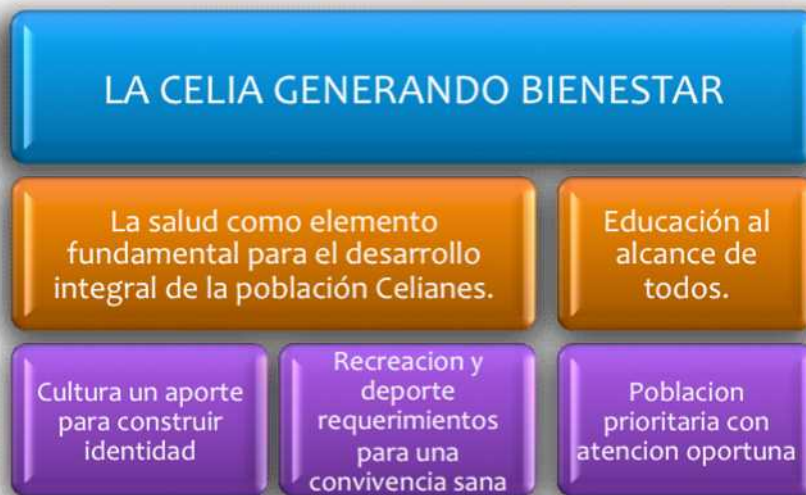 LA CELIA GENERANDO BIENESTAR
La salud como elemento
fundamental para el desarrollo
integral de la población Celianes.
Educación al
alcance de
todos.
Cultura un aporte
para construir
identidad
Recreacion y
deporte
requerimientos
para una
convivencia sana
Poblacion
prioritaria con
atencion oportuna